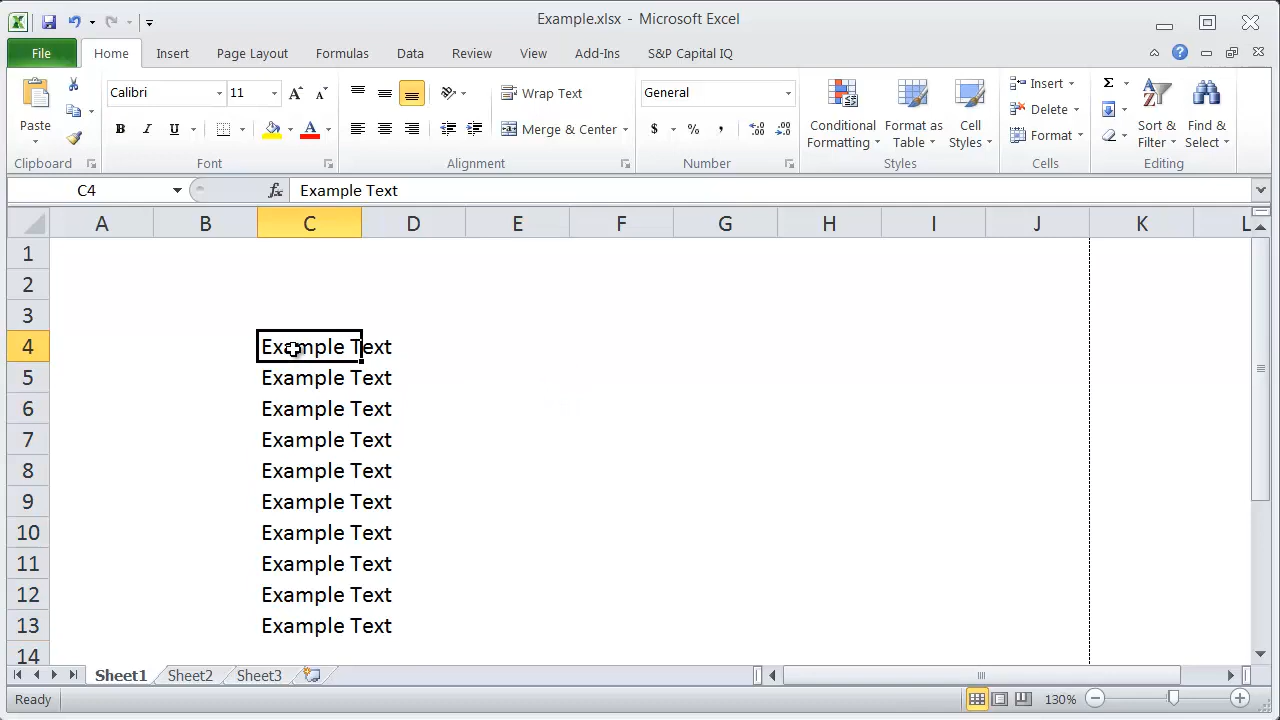 Example.xlsx - Microsoft Excel
File Home Insert Page Layout Formulas Data Review View Add-Ins S&P Capital IQ
Paste
Calibri 11
B I U A
Wrap Text
Merge & Center
General
$ % ,
Conditional Formatting
Format as Table
Cell Styles
Insert
Delete
Format
Σ
Sort & Filter
Find & Select
Clipboard Font Alignment Number Styles Cells Editing
C4 fx Example Text
A B C D E F G H I J K L
1
2
3
4 Example Text
5 Example Text
6 Example Text
7 Example Text
8 Example Text
9 Example Text
10 Example Text
11 Example Text
12 Example Text
13 Example Text
14
Sheet1 Sheet2 Sheet3
Ready 130%